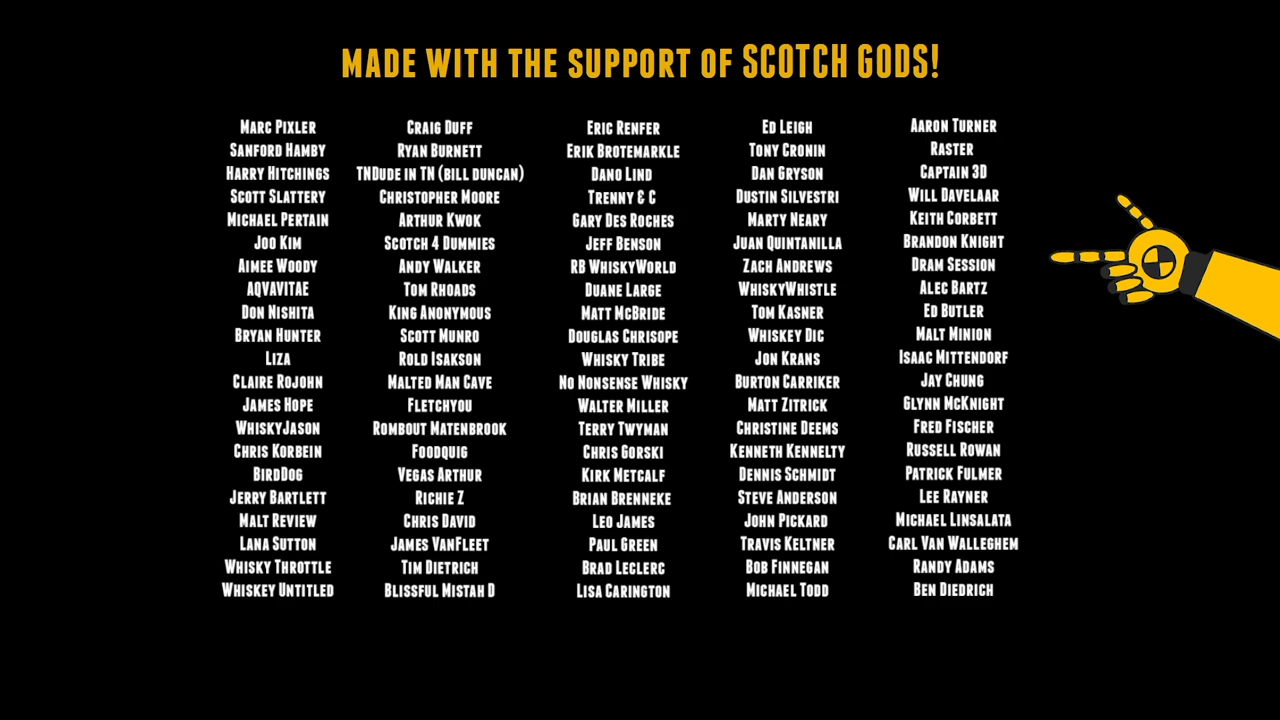 MADE WITH THE SUPPORT OF SCOTCH GODS!
MARC PIXLER
SANFORD HAMBY
HARRY HITCHINGS
SCOTT SLATTERY
MICHAEL PERTAIN
JOO KIM
AIMEE WOODY
AQVAVITAE
DON NISHITA
BRYAN HUNTER
LIZA
CLAIRE ROJOHN
JAMES HOPE
WHISKYJASON
CHRIS KORBEIN
BIRDDOG
JERRY BARTLETT
MALT REVIEW
LANA SUTTON
WHISKY THROTTLE
WHISKEY UNTITLED
CRAIG DUFF
RYAN BURNETT
TNDUDE IN TN (BILL DUNCAN)
CHRISTOPHER MOORE
ARTHUR KWOK
SCOTCH 4 DUMMIES
ANDY WALKER
TOM RHOADS
KING ANONYMOUS
SCOTT MUNRO
ROLD ISAKSON
MALTED MAN CAVE
FLETCHYOU
ROMBOUT MATENBROOK
FOODQUIG
VEGAS ARTHUR
RICHIE Z
CHRIS DAVID
JAMES VANFLEET
TIM DIETRICH
BLISSFUL MISTAH D
ERIC RENFER
ERIK BROTEMARKLE
DANO LIND
TRENNY & C
GARY DES ROCHES
JEFF BENSON
RB WHISKYWORLD
DUANE LARGE
MATT MCBRIDE
DOUGLAS CHRISOPE
WHISKY TRIBE
NO NONSENSE WHISKY
WALTER MILLER
TERRY TWYMAN
CHRIS GORSKI
KIRK METCALF
BRIAN BRENNEKE
LEO JAMES
PAUL GREEN
BRAD LECLERC
LISA CARINGTON
ED LEIGH
TONY CRONIN
DAN GRYSON
DUSTIN SILVESTRI
MARTY NEARY
JUAN QUINTANILLA
ZACH ANDREWS
WHISKYWHISTLE
TOM KASNER
WHISKEY DIC
JON KRANS
BURTON CARRIKER
MATT ZITRICK
CHRISTINE DEEMS
KENNETH KENNELTY
DENNIS SCHMIDT
STEVE ANDERSON
JOHN PICKARD
TRAVIS KELTNER
BOB FINNEGAN
MICHAEL TODD
AARON TURNER
RASTER
CAPTAIN 3D
WILL DAVELAAR
KEITH CORBETT
BRANDON KNIGHT
DRAM SESSION
ALEC BARTZ
ED BUTLER
MALT MINION
ISAAC MITTENDORF
JAY CHUNG
GLYNN MCKNIGHT
FRED FISCHER
RUSSELL ROWAN
PATRICK FULMER
LEE RAYNER
MICHAEL LINSALATA
CARL VAN WALLEGHEM
RANDY ADAMS
BEN DIEDRICH